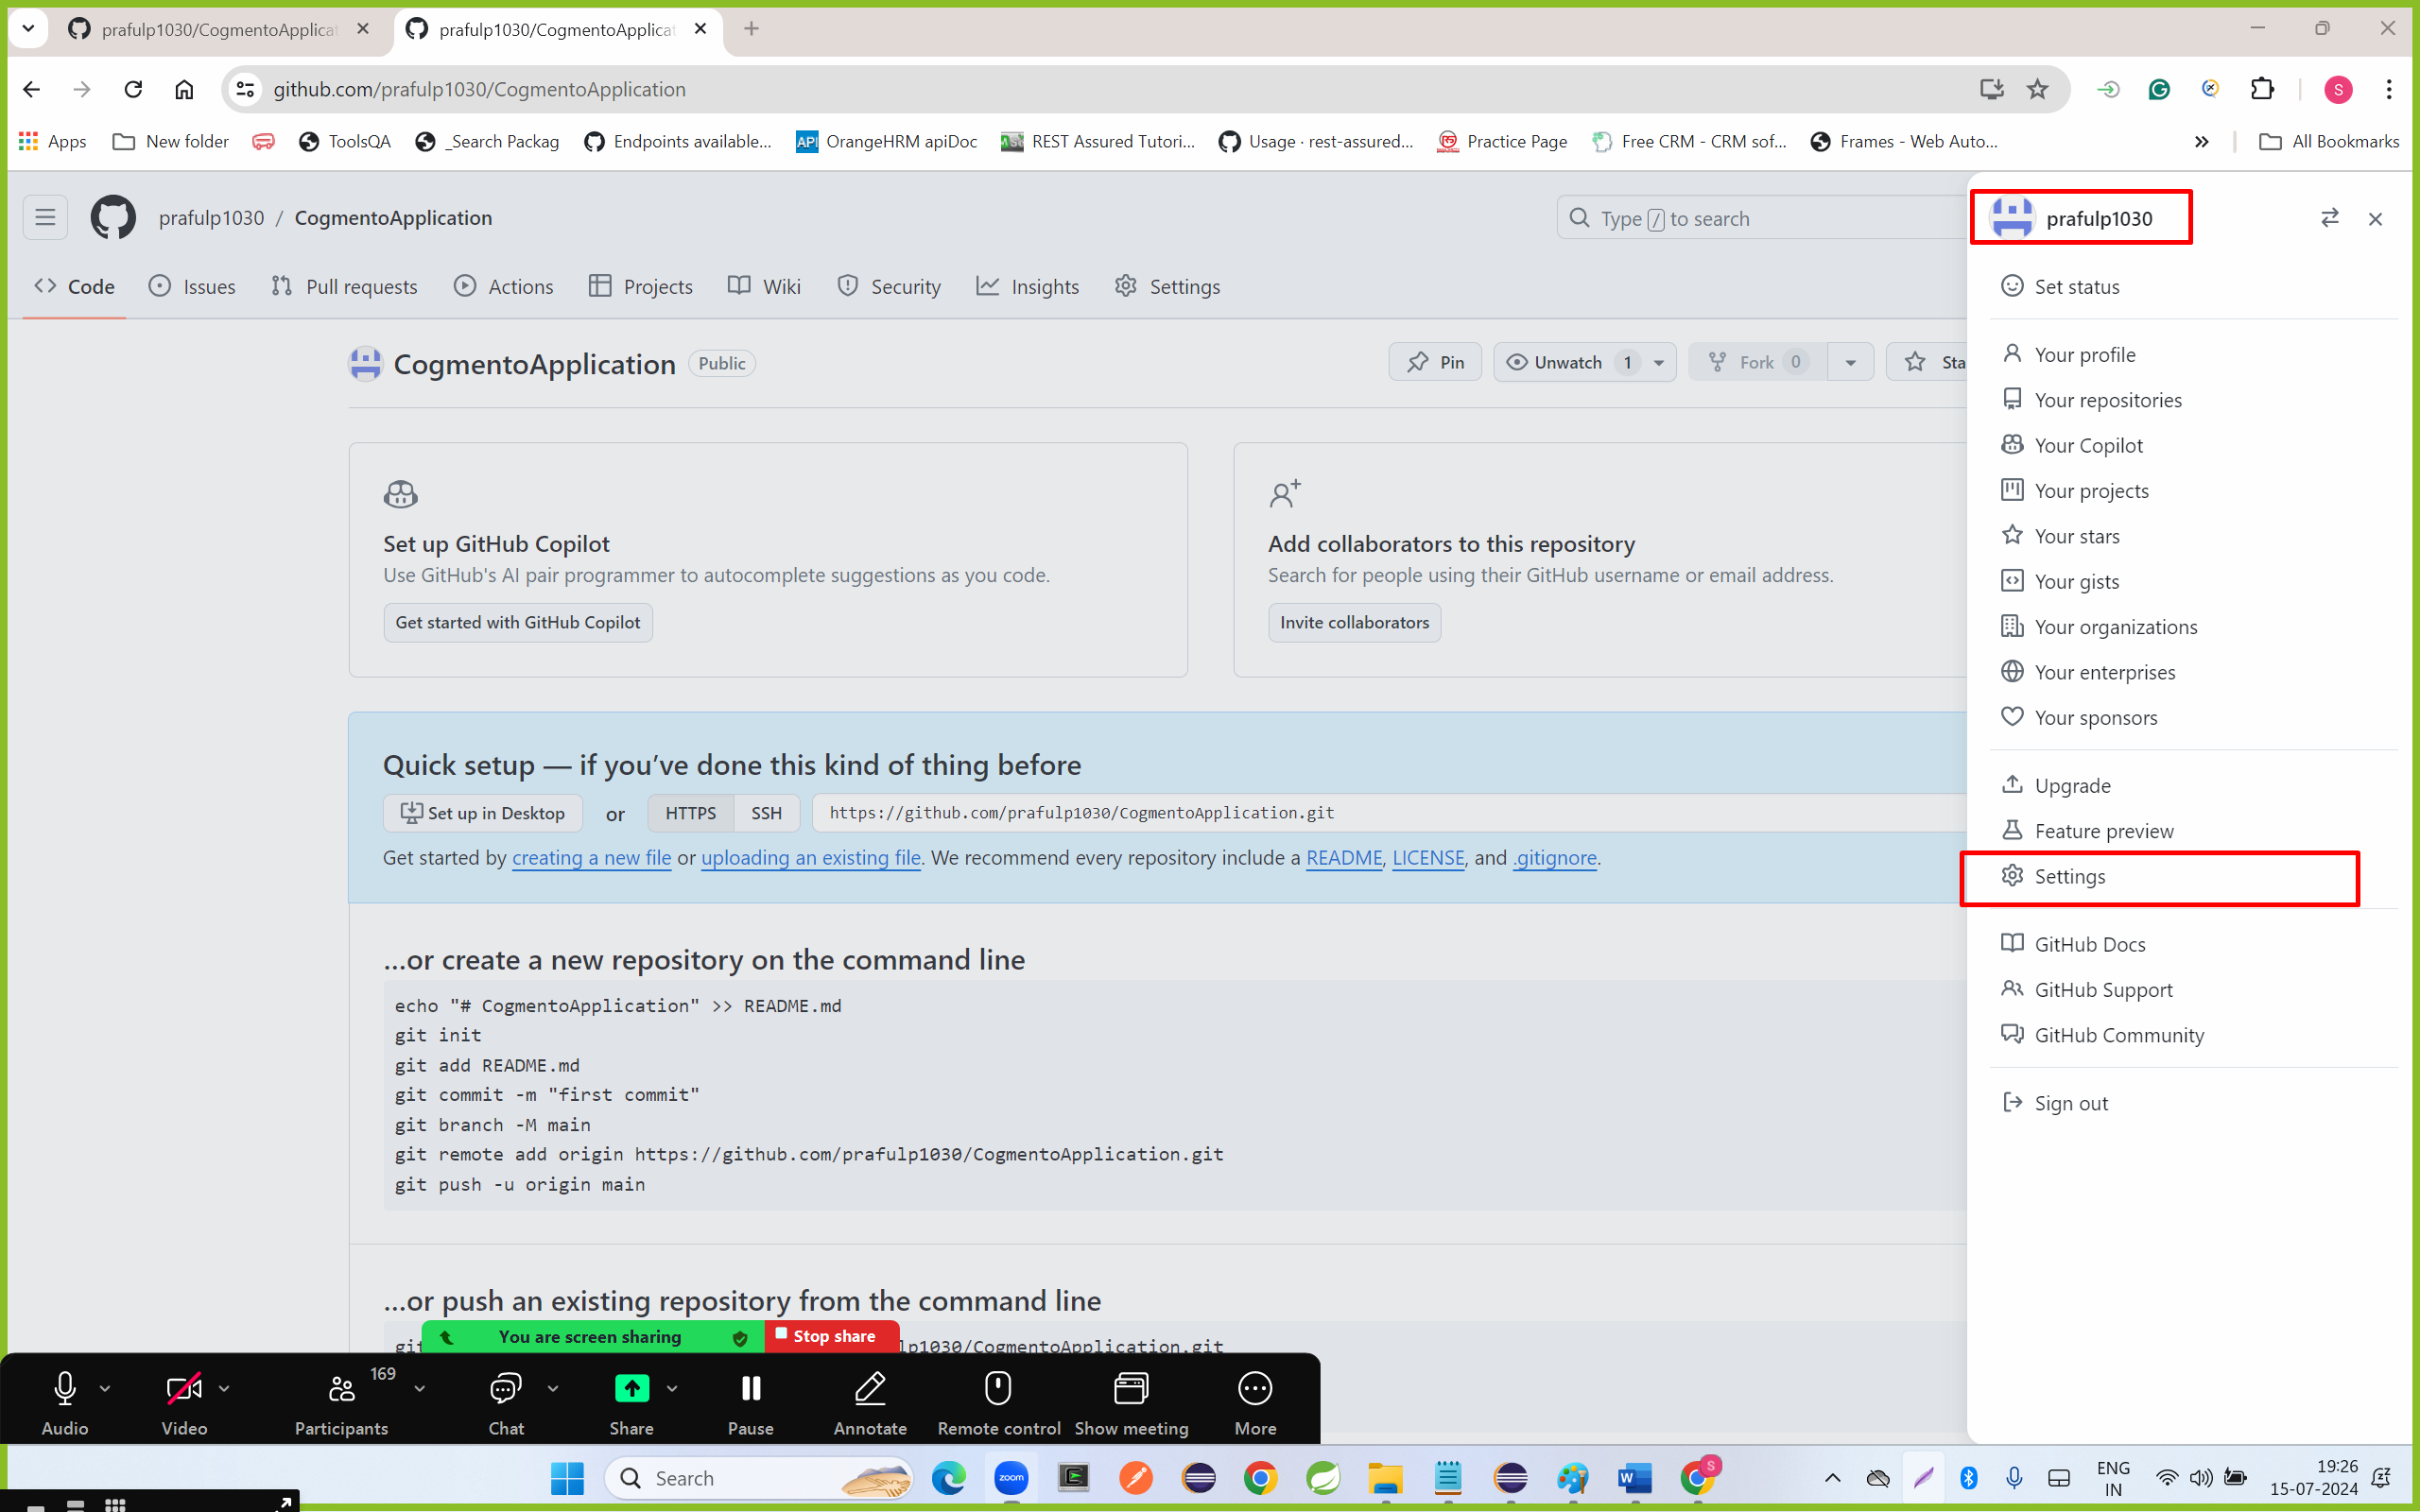 prafulp1030/CogmentoApplicat
prafulp1030/CogmentoApplicat
github.com/prafulp1030/CogmentoApplication
S
Apps
New folder
ToolsQA
_Search Packag
Endpoints available...
API
OrangeHRM apiDoc
REST Assured Tutori...
Usage · rest-assured...
Practice Page
Free CRM - CRM sof...
Frames - Web Auto...
»
All Bookmarks
prafulp1030 / CogmentoApplication
Type / to search
prafulp1030
Code
Issues
Pull requests
Actions
Projects
Wiki
Security
Insights
Settings
Set status
CogmentoApplication Public
Pin
Unwatch 1
Fork 0
Sta
Your profile
Your repositories
Your Copilot
Your projects
Your stars
Your gists
Your organizations
Your enterprises
Your sponsors
Upgrade
Feature preview
Settings
GitHub Docs
GitHub Support
GitHub Community
Sign out
Set up GitHub Copilot
Use GitHub's AI pair programmer to autocomplete suggestions as you code.
Get started with GitHub Copilot
Add collaborators to this repository
Search for people using their GitHub username or email address.
Invite collaborators
Quick setup — if you’ve done this kind of thing before
Set up in Desktop or HTTPS SSH https://github.com/prafulp1030/CogmentoApplication.git
Get started by creating a new file or uploading an existing file. We recommend every repository include a README, LICENSE, and .gitignore.
…or create a new repository on the command line
echo "# CogmentoApplication" >> README.md
git init
git add README.md
git commit -m "first commit"
git branch -M main
git remote add origin https://github.com/prafulp1030/CogmentoApplication.git
git push -u origin main
…or push an existing repository from the command line
You are screen sharing
Stop share
git
lp1030/CogmentoApplication.git
169
Audio
Video
Participants
Chat
Share
Pause
Annotate
Remote control
Show meeting
More
Search
zoom
S
ENG
IN
19:26
15-07-2024